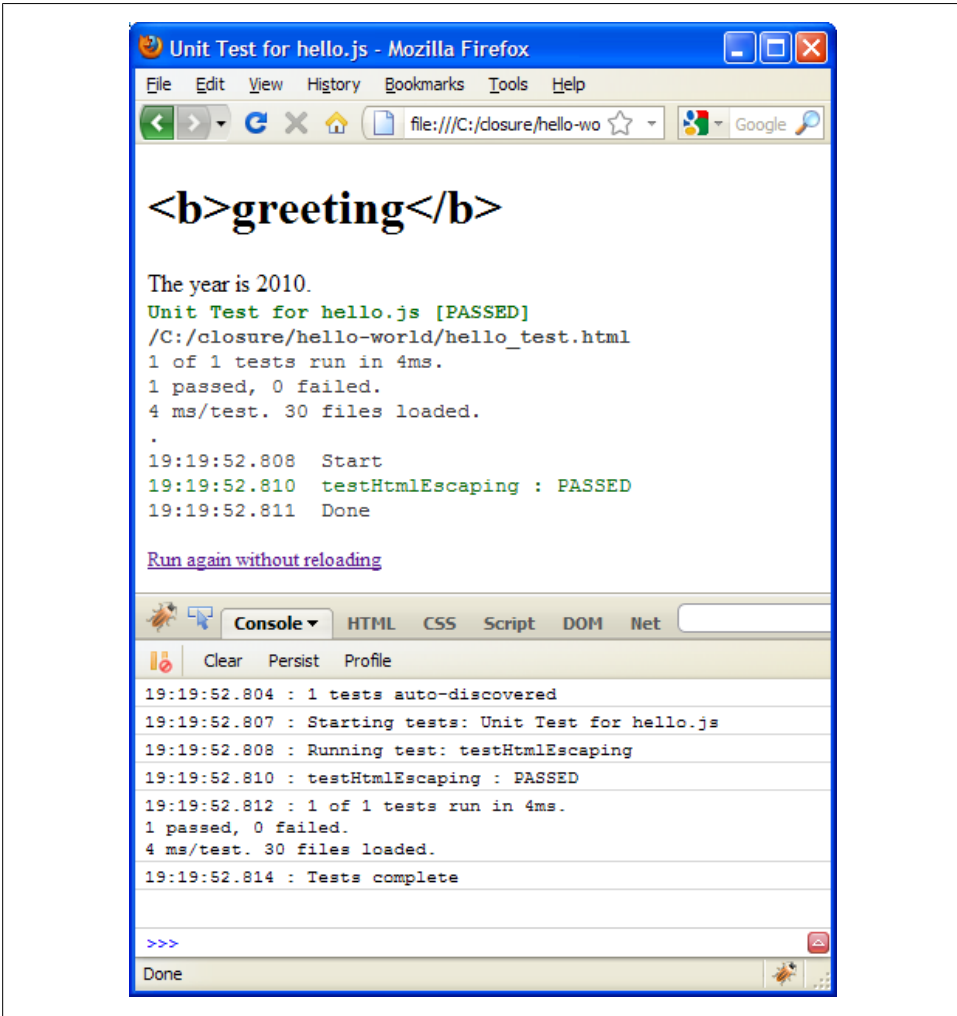 Unit Test for hello.js - Mozilla Firefox
File Edit View History Bookmarks Tools Help
file:///C:/closure/hello-wo Google
<b>greeting</b>
The year is 2010.
Unit Test for hello.js [PASSED]
/C:/closure/hello-world/hello_test.html
1 of 1 tests run in 4ms.
1 passed, 0 failed.
4 ms/test. 30 files loaded.
.
19:19:52.808 Start
19:19:52.810 testHtmlEscaping : PASSED
19:19:52.811 Done
Run again without reloading
Console HTML CSS Script DOM Net
Clear Persist Profile
19:19:52.804 : 1 tests auto-discovered
19:19:52.807 : Starting tests: Unit Test for hello.js
19:19:52.808 : Running test: testHtmlEscaping
19:19:52.810 : testHtmlEscaping : PASSED
19:19:52.812 : 1 of 1 tests run in 4ms.
1 passed, 0 failed.
4 ms/test. 30 files loaded.
19:19:52.814 : Tests complete
>>>
Done